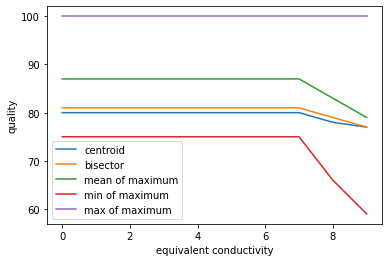 100
90
80
70
60
quality
centroid
bisector
mean of maximum
min of maximum
max of maximum
0 2 4 6 8
equivalent conductivity